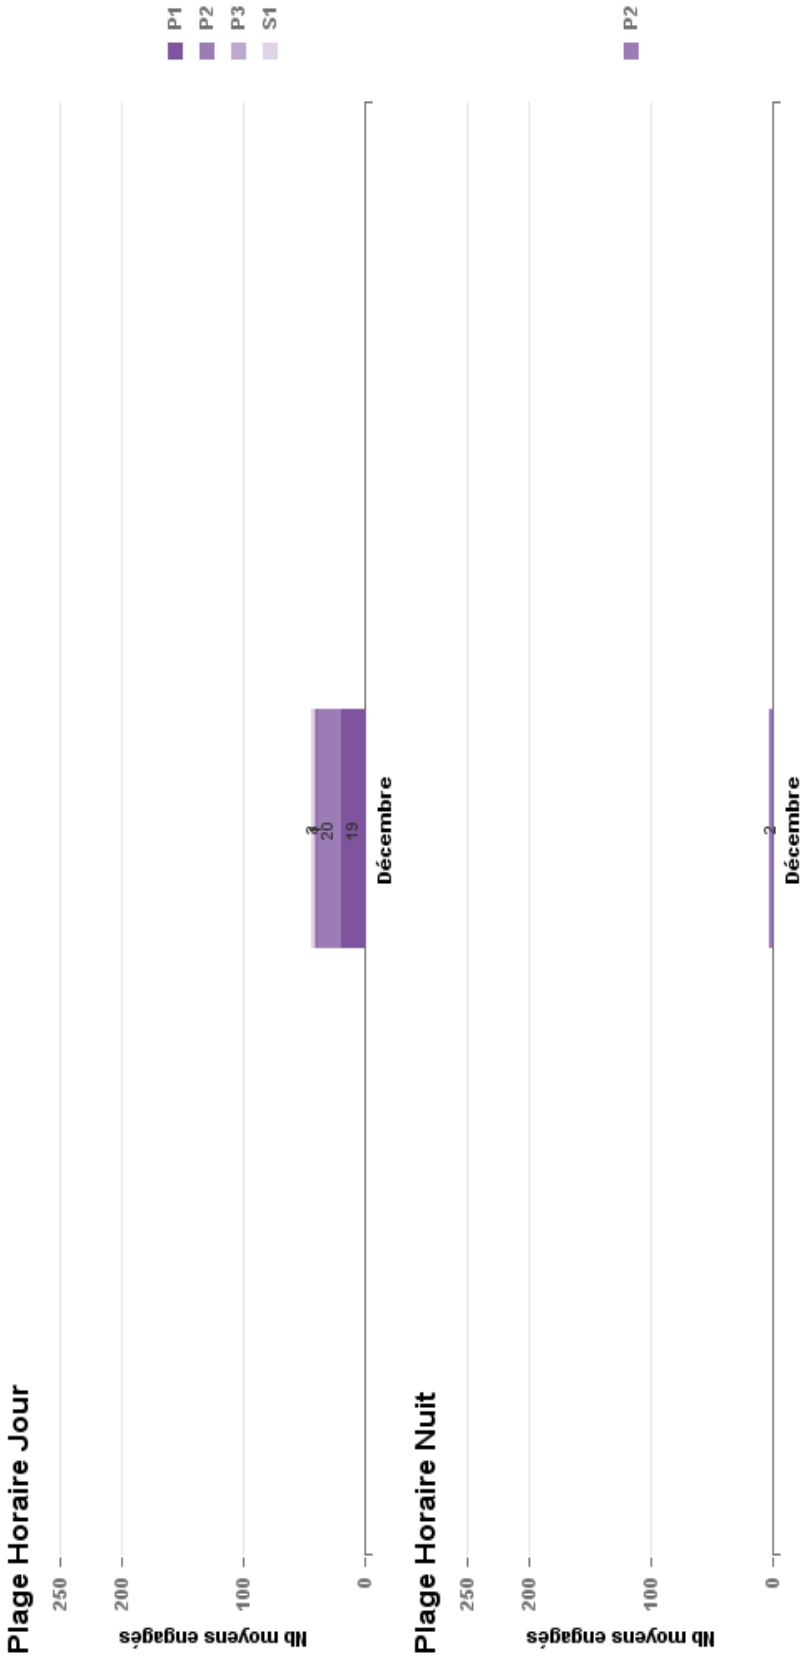 Plage Horaire Jour
Nb moyens engagés
250
200
100
0
20
19
Décembre
P1
P2
P3
S1
Plage Horaire Nuit
Nb moyens engagés
250
200
100
0
2
Décembre
P2